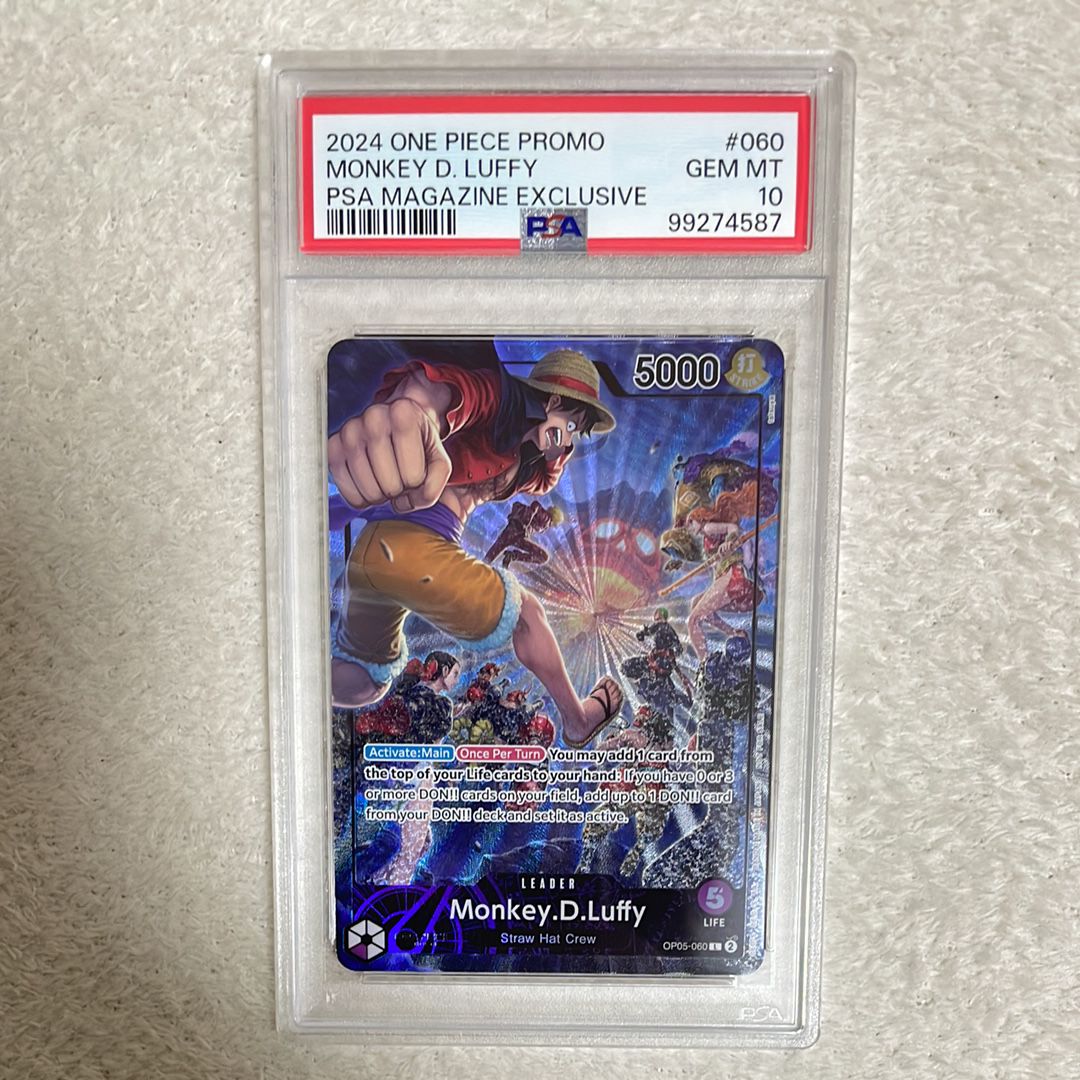 2024 ONE PIECE PROMO #060
MONKEY D. LUFFY GEM MT
PSA MAGAZINE EXCLUSIVE 10
PSA 99274587
5000 打
STRIKE
Activate:Main Once Per Turn You may add 1 card from
the top of your Life cards to your hand: If you have 0 or 3
or more DON!! cards on your field, add up to 1 DON!! card
from your DON!! deck and set it as active.
LEADER
Monkey.D.Luffy 5
LIFE
Straw Hat Crew OP05-060 L 2
PSA